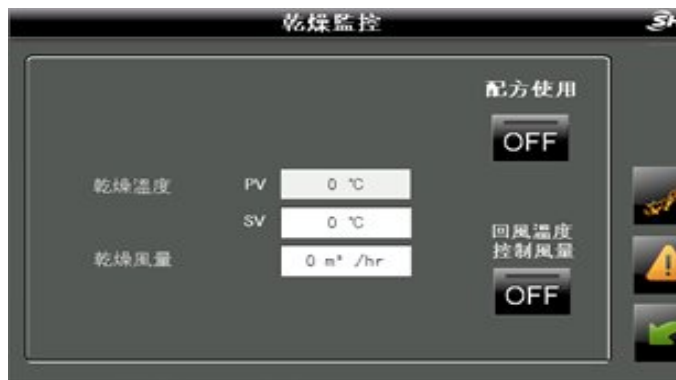 乾燥監控
SH
配方使用
OFF
乾燥溫度 PV 0 ℃
SV 0 ℃
乾燥風量 0 m³ /hr
回風溫度
控制風量
OFF